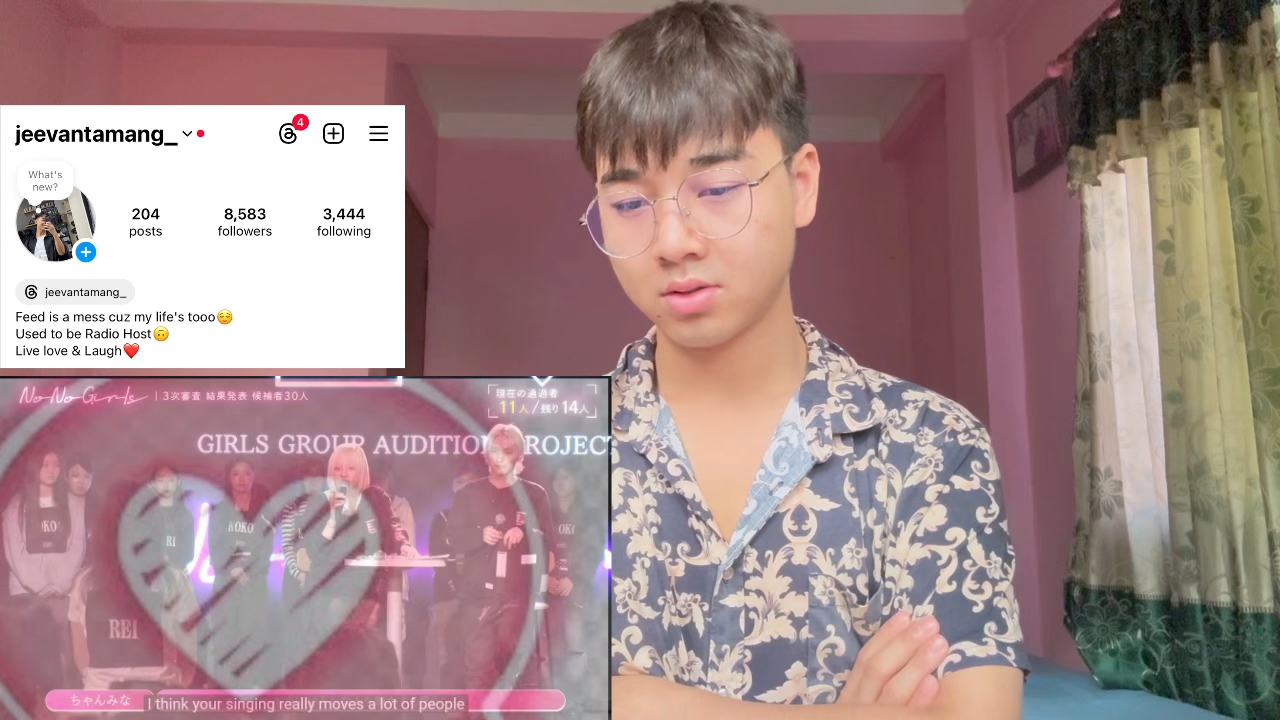 jeevantamang_
4
What's
new?
204
posts
8,583
followers
3,444
following
jeevantamang_
Feed is a mess cuz my life's tooo😌
Used to be Radio Host🙃
Live love & Laugh❤️
No No Girls | 3次審査 結果発表 候補者30人
現在の通過者
11人/残り14人
GIRLS GROUP AUDITION PROJECT
KOKO
REI
ちゃんみな
I think your singing really moves a lot of people